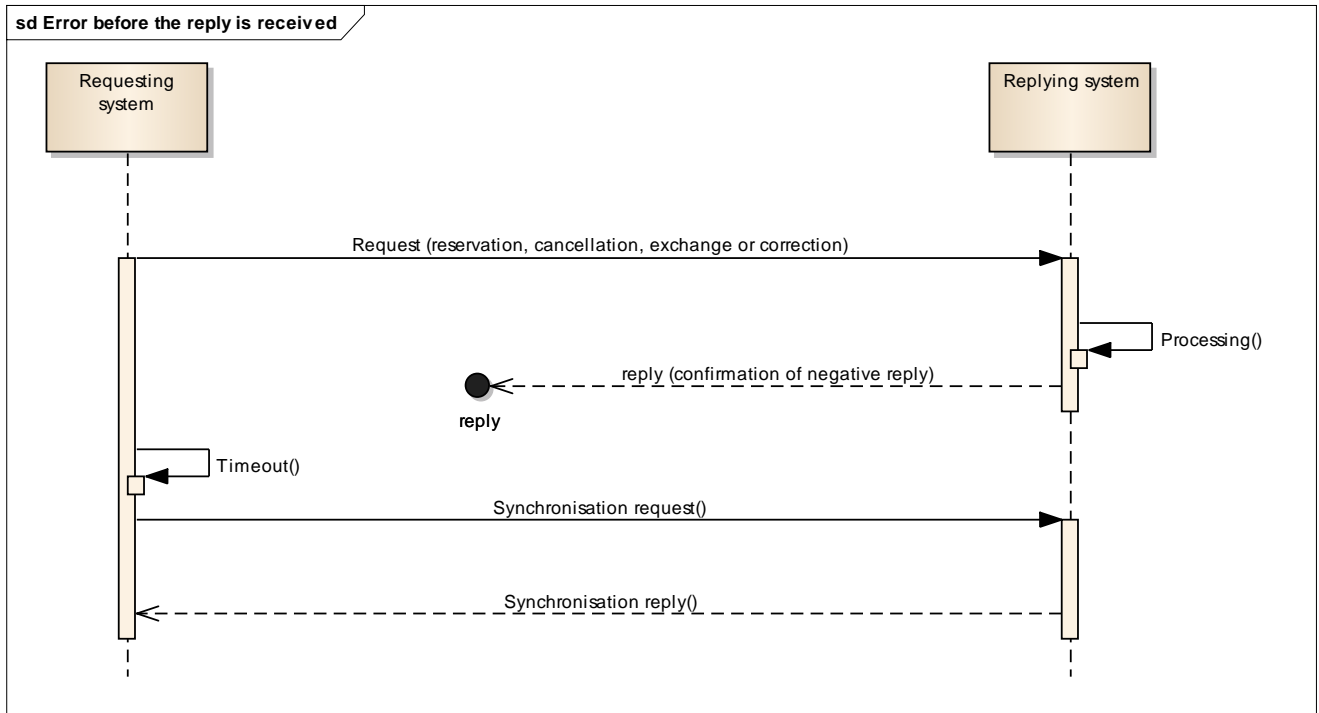 sd Error before the reply is received
Requesting
system
Replying system
Request (reservation, cancellation, exchange or correction)
Processing()
reply (confirmation of negative reply)
reply
Timeout()
Synchronisation request()
Synchronisation reply()